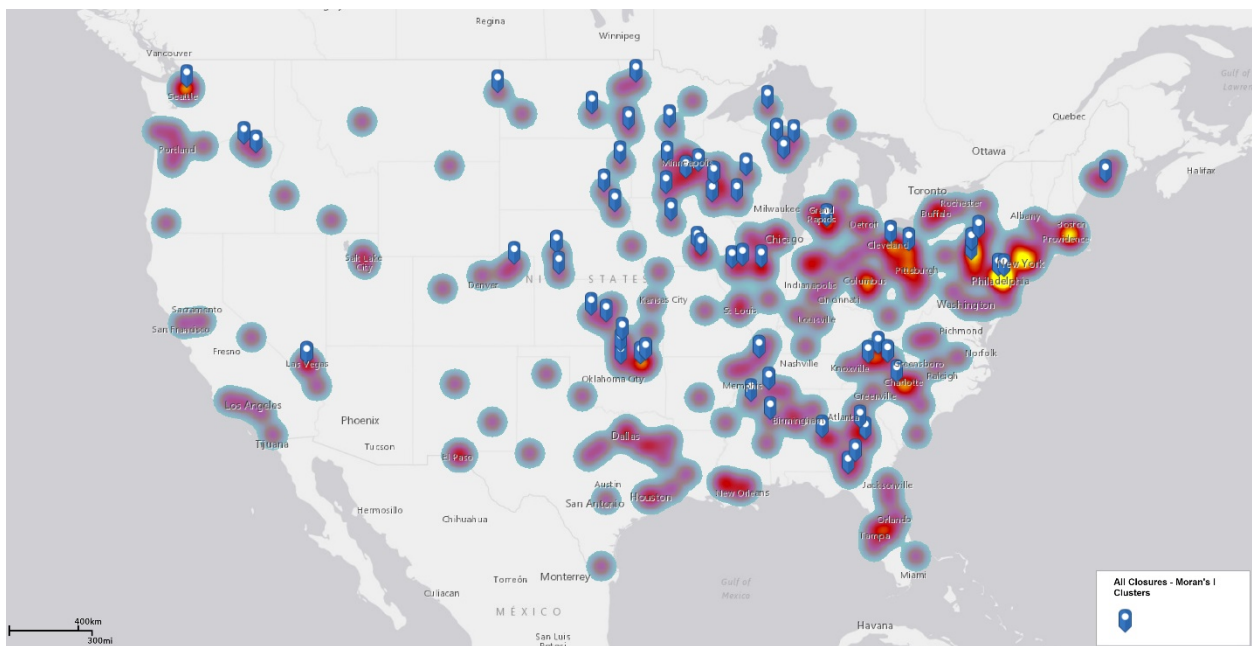 Regina
Winnipeg
Vancouver
Seattle
Quebec
Gulf of
Ottawa
Halifax
Portland
Minneapolis
Toronto
Rochester
Buffalo
Albany
Boston
Providence
Milwaukee
Grand
Rapids
Detroit
Chicago
Cleveland
New York
Pittsburgh
Philadelphia
Salt Lake
City
Denver
UNITED STATES
Indianapolis
Columbus
Cincinnati
Washington
Sacramento
San Francisco
Kansas City
St Louis
Louisville
Richmond
Norfolk
Fresno
Las Vegas
Oklahoma City
Nashville
Knoxville
Greensboro
Raleigh
Memphis
Charlotte
Greenville
Los Angeles
Phoenix
Tijuana
Tucson
Birmingham
Atlanta
Dallas
El Paso
Austin
San Antonio
Houston
New Orleans
Jacksonville
Hermosillo
Chihuahua
Orlando
Tampa
Miami
Torreón
Monterrey
Culiacan
Gulf of
Mexico
MÉXICO
San Luis
Havana
All Closures - Moran's I
Clusters
400km
300mi